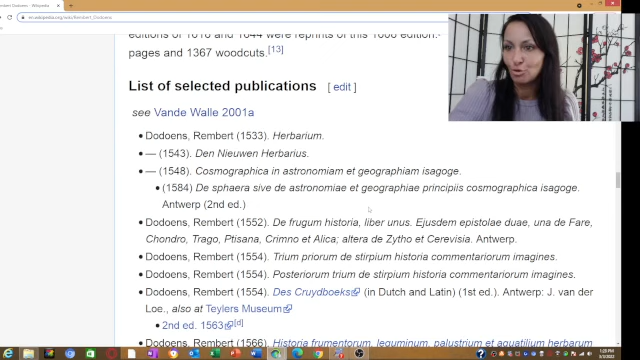 Rembert Dodoens - Wikipedia
en.wikipedia.org/wiki/Rembert_Dodoens
editions of 1616 and 1644 were reprints of this 1608 edition.
pages and 1367 woodcuts.[13]
List of selected publications [ edit ]
see Vande Walle 2001a
• Dodoens, Rembert (1533). Herbarium.
• — (1543). Den Nieuwen Herbarius.
• — (1548). Cosmographica in astronomiam et geographiam isagoge.
• (1584) De sphaera sive de astronomiae et geographiae principiis cosmographica isagoge.
Antwerp (2nd ed.)
• Dodoens, Rembert (1552). De frugum historia, liber unus. Ejusdem epistolae duae, una de Fare,
Chondro, Trago, Ptisana, Crimno et Alica; altera de Zytho et Cerevisia. Antwerp.
• Dodoens, Rembert (1554). Trium priorum de stirpium historia commentariorum imagines.
• Dodoens, Rembert (1554). Posteriorum trium de stirpium historia commentariorum imagines.
• Dodoens, Rembert (1554). Des Cruydboeks (in Dutch and Latin) (1st ed.). Antwerp: J. van der
Loe., also at Teylers Museum
• 2nd ed. 1563[d]
• Dodoens, Rembert (1566). Historia frumentorum, leguminum, palustrium et aquatilium herbarum